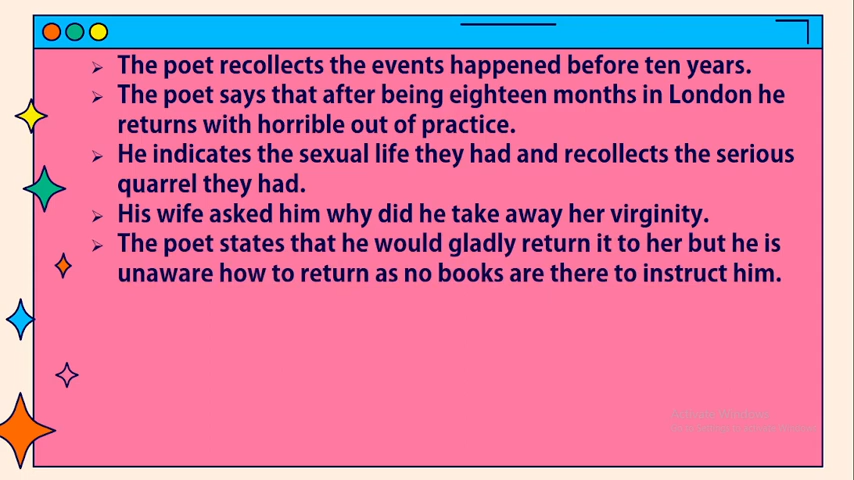 The poet recollects the events happened before ten years.
The poet says that after being eighteen months in London he
returns with horrible out of practice.
He indicates the sexual life they had and recollects the serious
quarrel they had.
His wife asked him why did he take away her virginity.
The poet states that he would gladly return it to her but he is
unaware how to return as no books are there to instruct him.
Activate Windows